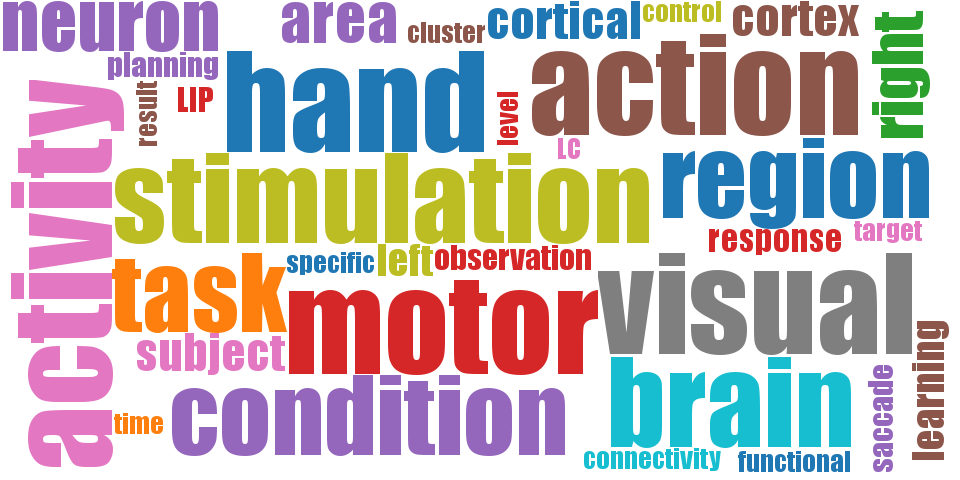 neuron
area
cluster
cortical
control
cortex
right
planning
result
LIP
hand
level
action
LC
activity
stimulation
region
response
target
task
specific
left
observation
motor
visual
subject
condition
time
brain
learning
saccade
connectivity
functional